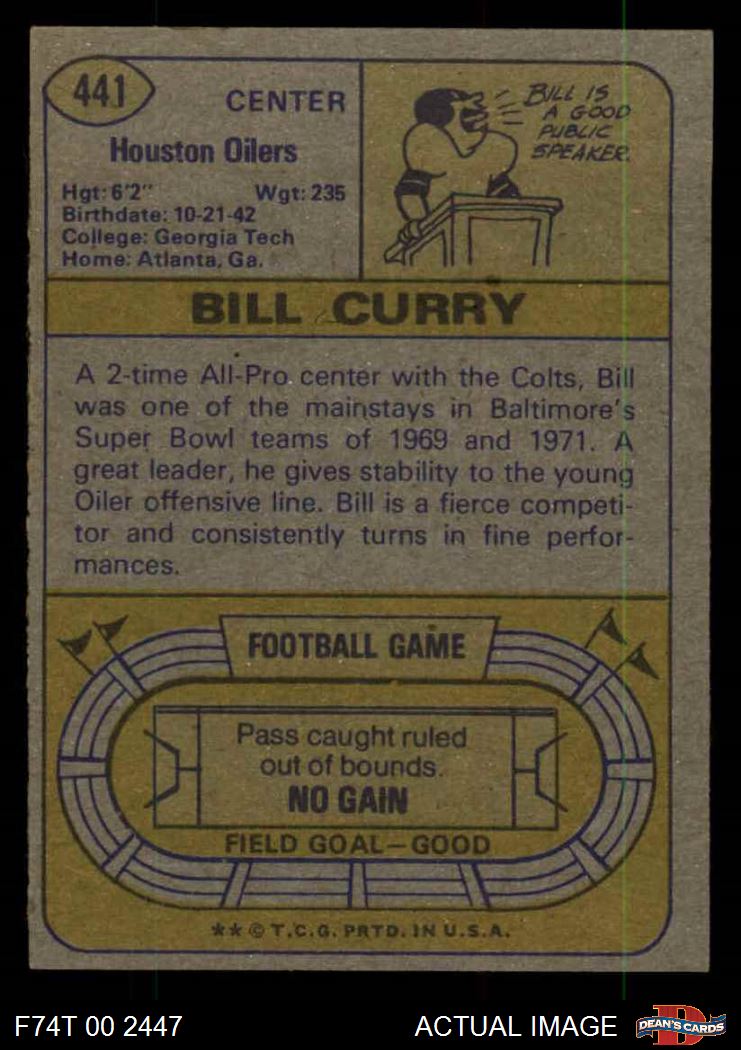 441
CENTER
Houston Oilers
Hgt: 6'2" Wgt: 235
Birthdate: 10-21-42
College: Georgia Tech
Home: Atlanta, Ga.
BILL IS
A GOOD
PUBLIC
SPEAKER.
BILL CURRY
A 2-time All-Pro center with the Colts, Bill
was one of the mainstays in Baltimore's
Super Bowl teams of 1969 and 1971. A
great leader, he gives stability to the young
Oiler offensive line. Bill is a fierce competi-
tor and consistently turns in fine perfor-
mances.
FOOTBALL GAME
Pass caught ruled
out of bounds.
NO GAIN
FIELD GOAL—GOOD
** © T.C.G. PRTD. IN U.S.A.
F74T 00 2447
ACTUAL IMAGE
DEAN'S CARDS